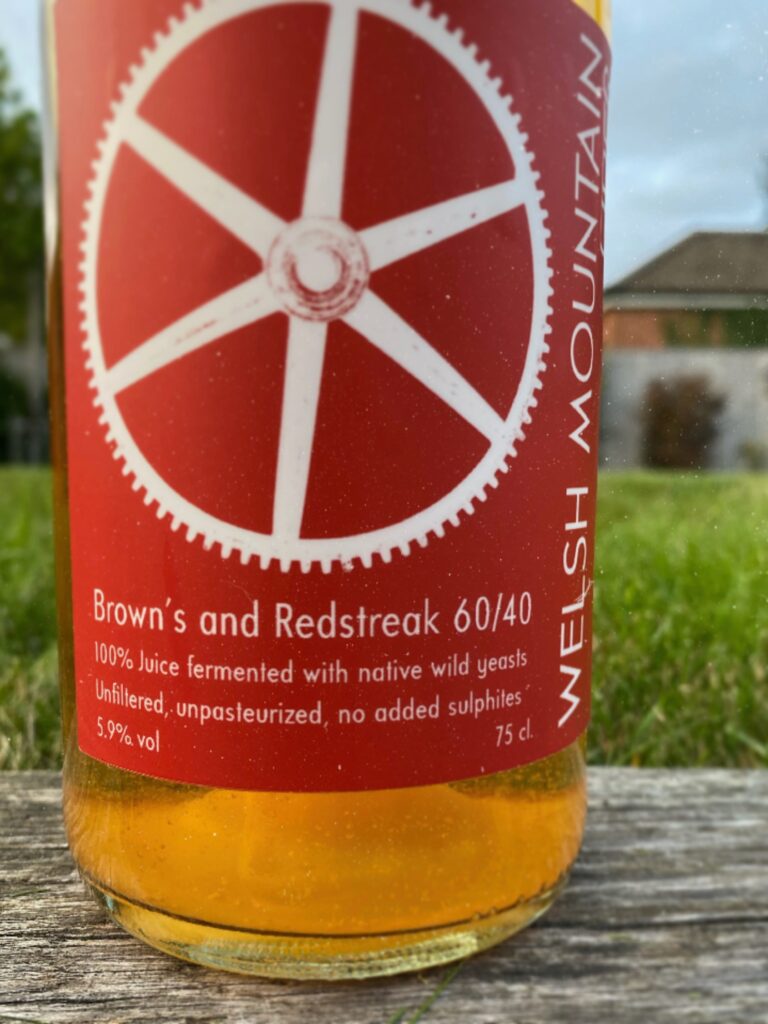 Brown's and Redstreak 60/40
100% Juice fermented with native wild yeasts
Unfiltered, unpasteurized, no added sulphites
5.9% vol
75 cl.
WELSH MOUNTAIN